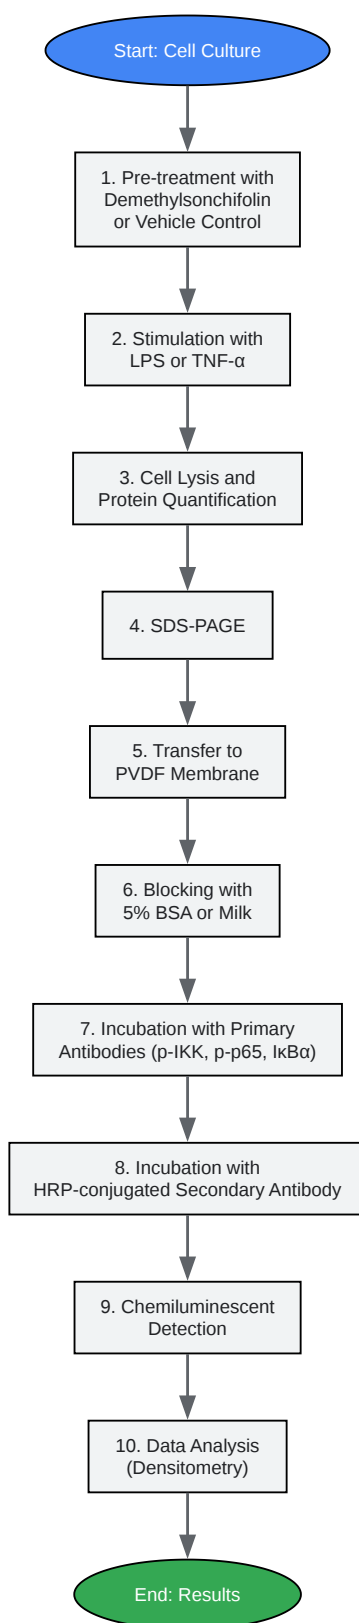 Start: Cell Culture
1. Pre-treatment with
Demethylsonchifolin
or Vehicle Control
2. Stimulation with
LPS or TNF-α
3. Cell Lysis and
Protein Quantification
4. SDS-PAGE
5. Transfer to
PVDF Membrane
6. Blocking with
5% BSA or Milk
7. Incubation with Primary
Antibodies (p-IKK, p-p65, IκBα)
8. Incubation with
HRP-conjugated Secondary Antibody
9. Chemiluminescent
Detection
10. Data Analysis
(Densitometry)
End: Results